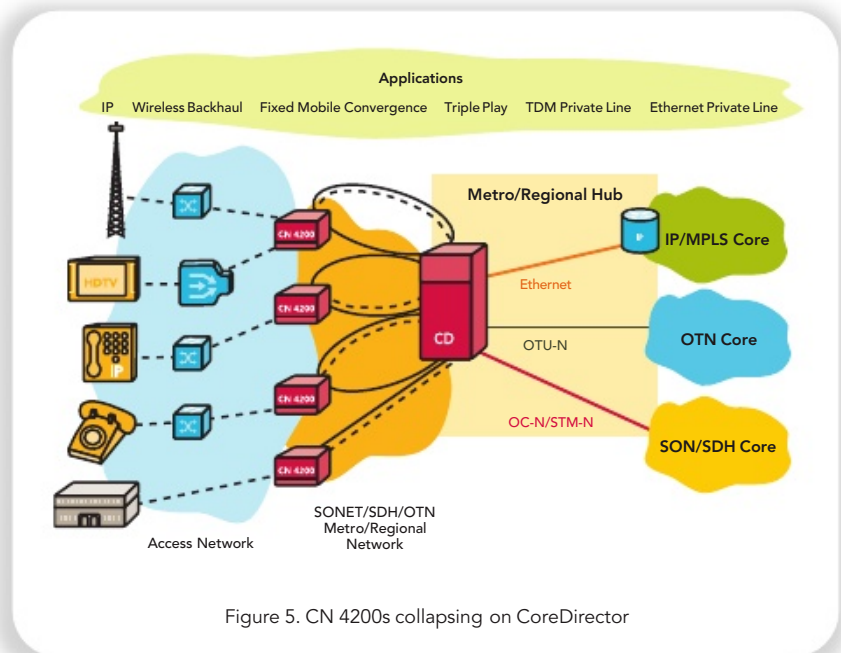 Applications
IP Wireless Backhaul Fixed Mobile Convergence Triple Play TDM Private Line Ethernet Private Line
Metro/Regional Hub
CN 4200
IP
IP/MPLS Core
HDTV
Ethernet
CN 4200
CD
OTU-N
OTN Core
IP
CN 4200
OC-N/STM-N
SON/SDH Core
CN 4200
SONET/SDH/OTN
Metro/Regional
Network
Access Network
Figure 5. CN 4200s collapsing on CoreDirector